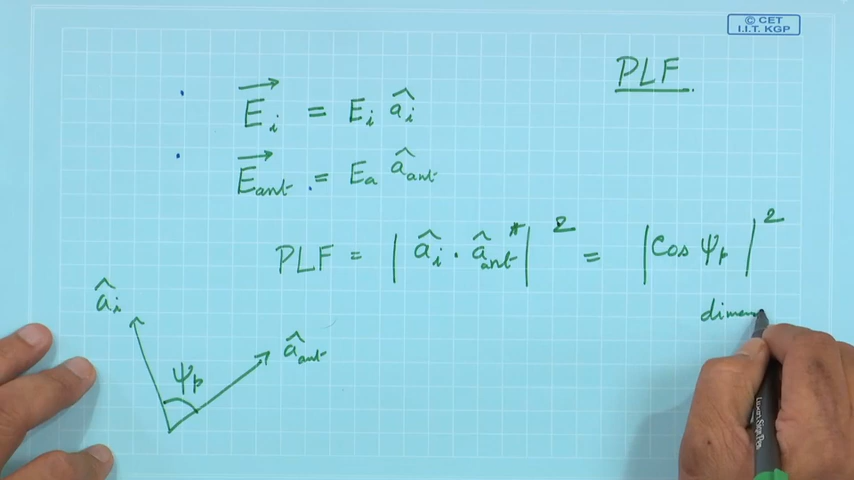 © CET
I.I.T. KGP
PLF
E⃗i = Ei âi
E⃗ant = Ea âant
PLF = | âi · âant* |² = | Cos ψp |²
dimen
âi
âant
ψp